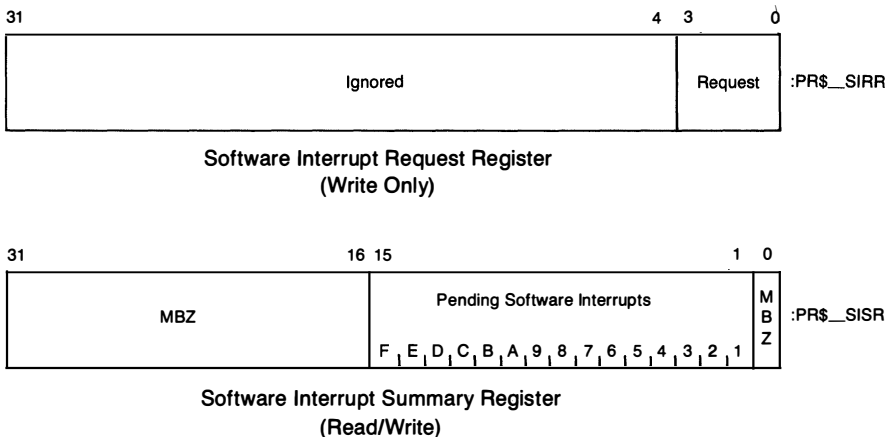 31 4 3 0
Ignored Request :PR$__SIRR
Software Interrupt Request Register
(Write Only)
31 16 15 1 0
Pending Software Interrupts
MBZ M B Z :PR$__SISR
F E D C B A 9 8 7 6 5 4 3 2 1
Software Interrupt Summary Register
(Read/Write)